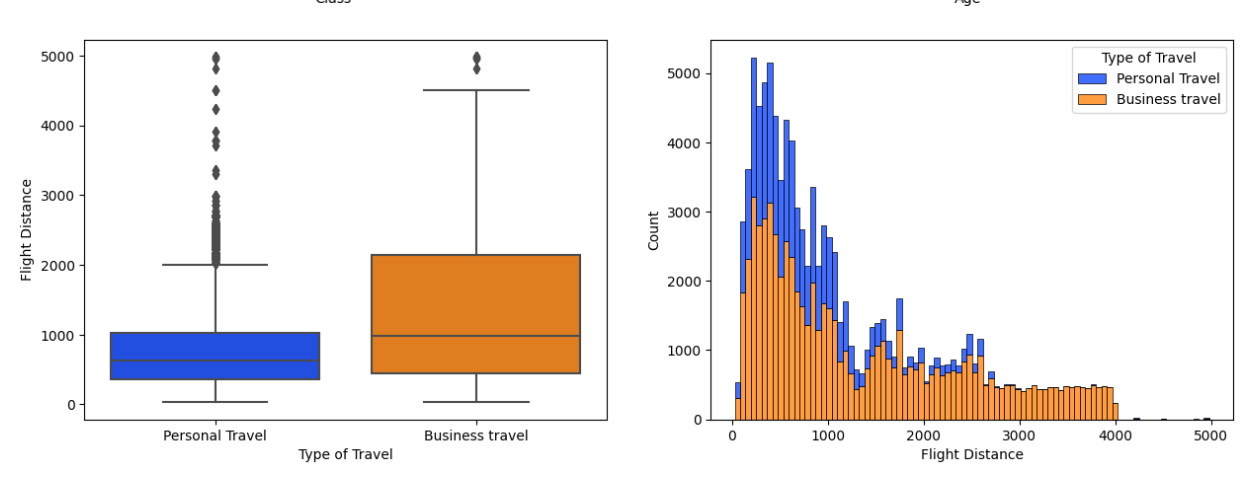 Class
Age
5000
4000
3000
2000
1000
0
Flight Distance
Personal Travel
Business travel
Type of Travel
5000
4000
3000
2000
1000
0
Count
Type of Travel
Personal Travel
Business travel
0
1000
2000
3000
4000
5000
Flight Distance